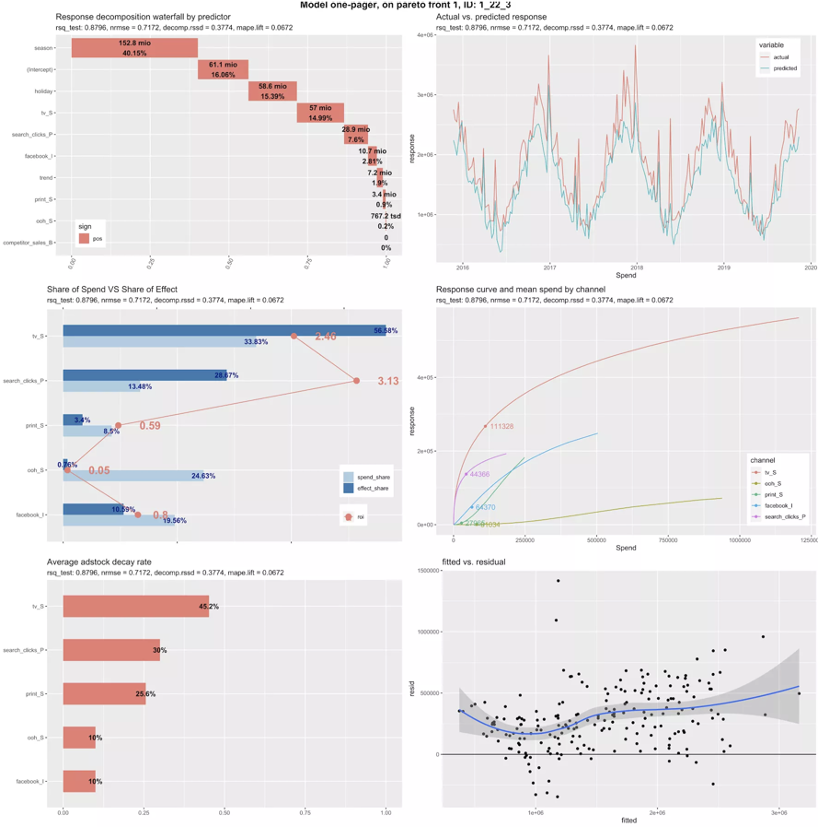 Model one-pager, on pareto front 1, ID: 1_22_3
Response decomposition waterfall by predictor
rsq_test: 0.8796, nrmse = 0.7172, decomp.rssd = 0.3774, mape.lift = 0.0672
season
152.8 mio
40.15%
(Intercept)
61.1 mio
16.06%
holiday
58.6 mio
15.39%
tv_S
57 mio
14.99%
search_clicks_P
28.9 mio
7.6%
facebook_I
10.7 mio
2.81%
trend
7.2 mio
1.9%
print_S
3.4 mio
0.9%
ooh_S
767.2 tsd
0.2%
competitor_sales_B
0
0%
sign
pos
0.00
0.25
0.50
0.75
1.00
Actual vs. predicted response
rsq_test: 0.8796, nrmse = 0.7172, decomp.rssd = 0.3774, mape.lift = 0.0672
variable
actual
predicted
response
4e+06
3e+06
2e+06
1e+06
2016
2017
2018
2019
2020
Spend
Share of Spend VS Share of Effect
rsq_test: 0.8796, nrmse = 0.7172, decomp.rssd = 0.3774, mape.lift = 0.0672
tv_S
56.58%
33.83%
2.46
search_clicks_P
28.67%
13.48%
3.13
print_S
3.4%
8.5%
0.59
ooh_S
0.76%
24.63%
0.05
facebook_I
10.59%
19.56%
0.8
spend_share
effect_share
roi
Response curve and mean spend by channel
rsq_test: 0.8796, nrmse = 0.7172, decomp.rssd = 0.3774, mape.lift = 0.0672
response
4e+05
2e+05
0e+00
111328
44366
64370
channel
tv_S
ooh_S
print_S
facebook_I
search_clicks_P
0
250000
500000
750000
1000000
125000
Spend
Average adstock decay rate
rsq_test: 0.8796, nrmse = 0.7172, decomp.rssd = 0.3774, mape.lift = 0.0672
tv_S
45.2%
search_clicks_P
30%
print_S
25.6%
ooh_S
10%
facebook_I
10%
0.00
0.25
0.50
0.75
1.00
fitted vs. residual
resid
1500000
1000000
500000
0
1e+06
2e+06
3e+06
fitted